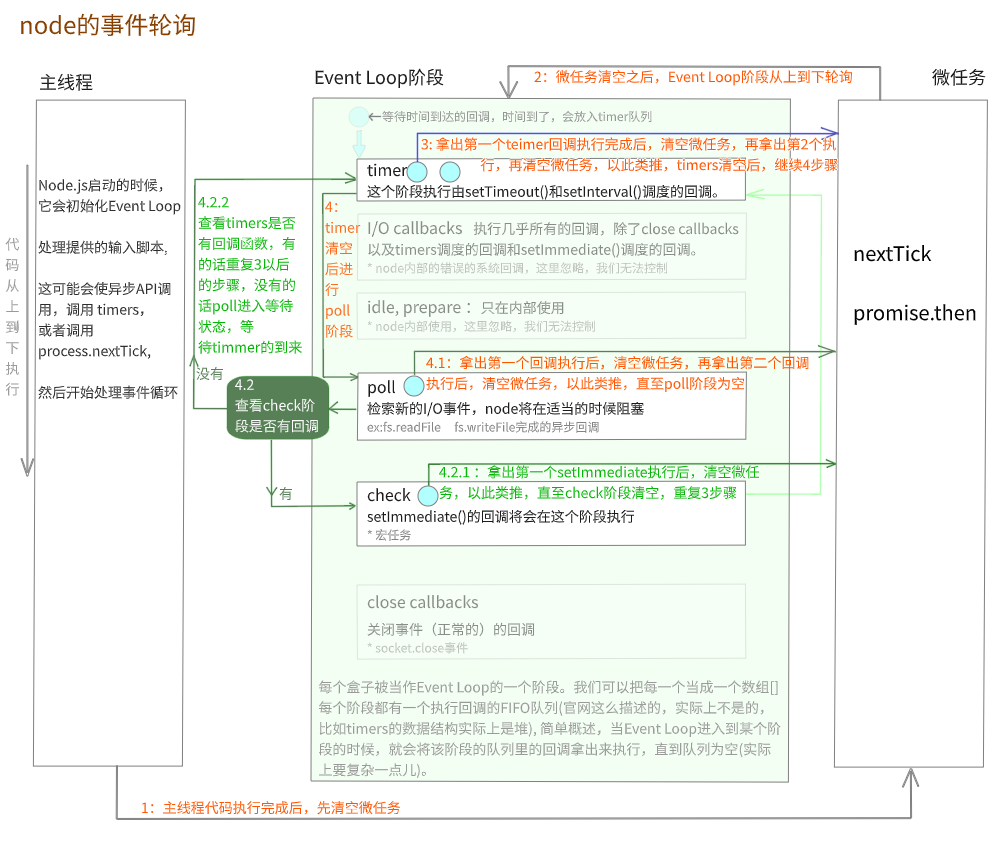 node的事件轮询
主线程
Event Loop阶段
2：微任务清空之后，Event Loop阶段从上到下轮询
微任务
代码从上到下执行
Node.js启动的时候，
它会初始化Event Loop
处理提供的输入脚本,
这可能会使异步API调
用，调用 timers，
或者调用
process.nextTick,
然后开始处理事件循环
4.2.2
查看timers是否
有回调函数，有
的话重复3以后
的步骤，没有的
话poll进入等待
状态，等
待timmer的到来
没有
4.2
查看check阶
段是否有回调
有
←等待时间到达的回调，时间到了，会放入timer队列
3: 拿出第一个teimer回调执行完成后，清空微任务，再拿出第2个执
行，再清空微任务，以此类推，timers清空后，继续4步骤
timer
这个阶段执行由setTimeout()和setInterval()调度的回调。
4：
timer
清空
后进
行
poll
阶段
I/O callbacks 执行几乎所有的回调，除了close callbacks
以及timers调度的回调和setImmediate()调度的回调。
* node内部的错误的系统回调，这里忽略，我们无法控制
idle, prepare： 只在内部使用
* node内部使用，这里忽略，我们无法控制
4.1：拿出第一个回调执行后，清空微任务，再拿出第二个回调
执行后，清空微任务，以此类推，直至poll阶段为空
poll
检索新的I/O事件，node将在适当的时候阻塞
ex:fs.readFile fs.writeFile完成的异步回调
4.2.1 ：拿出第一个setImmediate执行后，清空微任
务，以此类推，直至check阶段清空，重复3步骤
check
setImmediate()的回调将会在这个阶段执行
* 宏任务
close callbacks
关闭事件（正常的）的回调
* socket.close事件
每个盒子被当作Event Loop的一个阶段。我们可以把每一个当成一个数组[]
每个阶段都有一个执行回调的FIFO队列(官网这么描述的，实际上不是的，
比如timers的数据结构实际上是堆), 简单概述，当Event Loop进入到某个阶
段的时候，就会将该阶段的队列里的回调拿出来执行，直到队列为空(实际
上要复杂一点儿)。
nextTick
promise.then
1：主线程代码执行完成后，先清空微任务